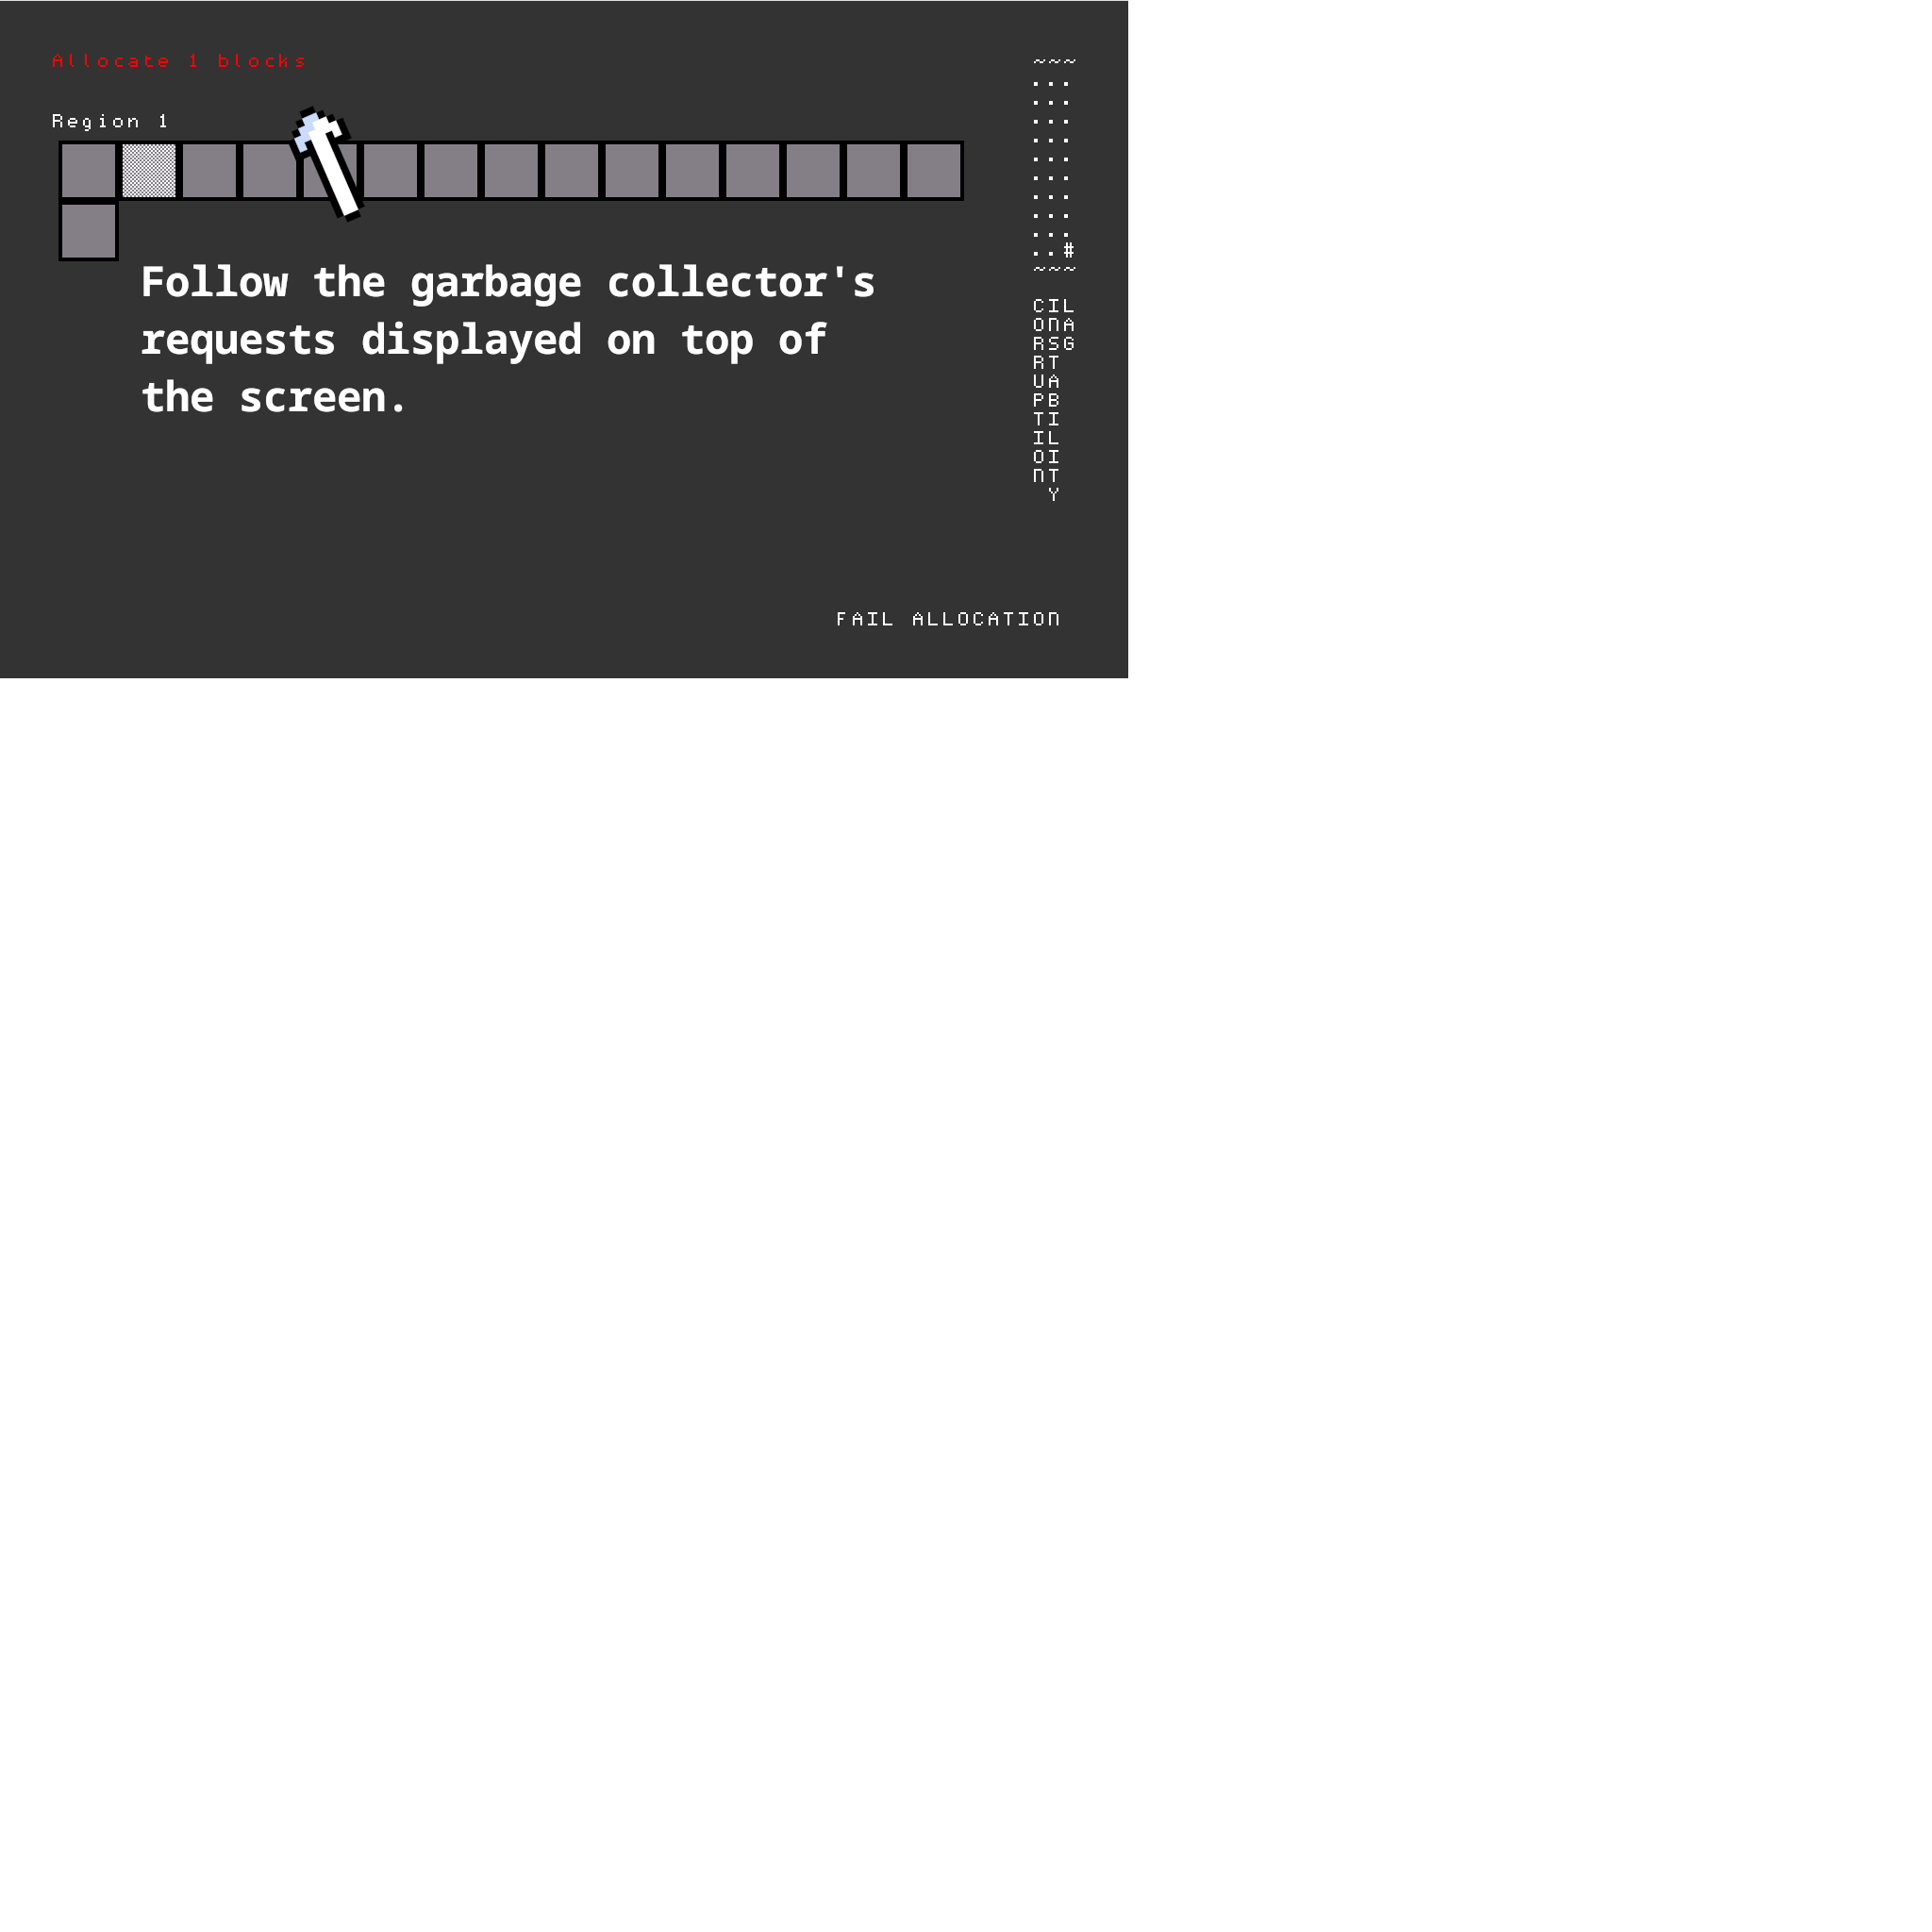 Allocate 1 blocks
Region 1
Follow the garbage collector's
requests displayed on top of
the screen.
~~~
...
...
...
...
...
...
...
...
...
..#
~~~
CIL
ONA
RSG
RT
UA
PB
TI
IL
OI
NT
Y
FAIL ALLOCATION